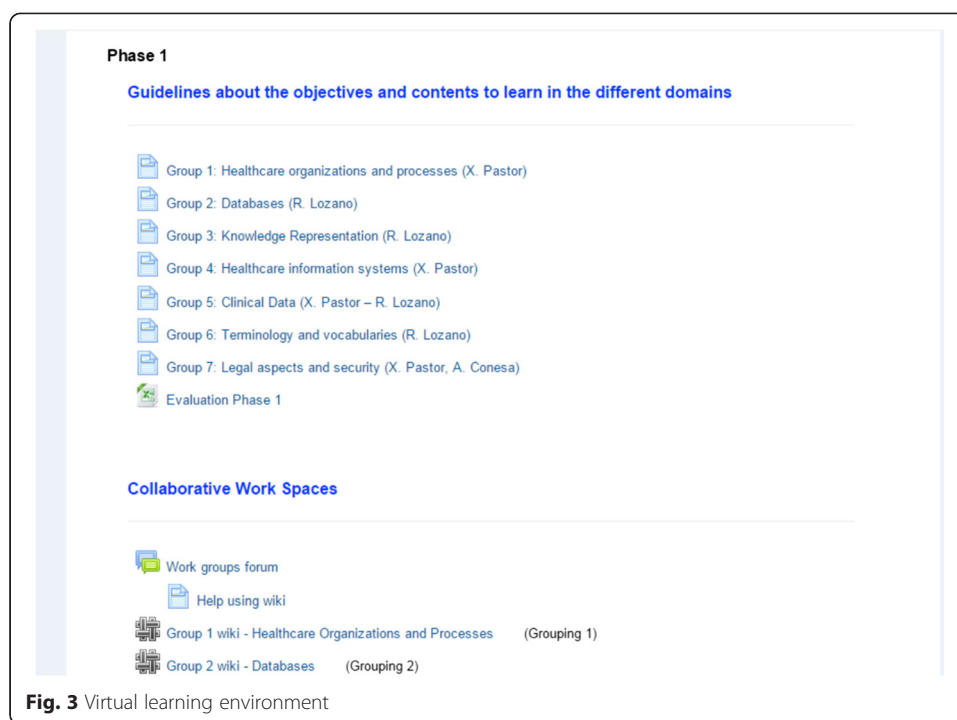 Phase 1
Guidelines about the objectives and contents to learn in the different domains
Group 1: Healthcare organizations and processes (X. Pastor)
Group 2: Databases (R. Lozano)
Group 3: Knowledge Representation (R. Lozano)
Group 4: Healthcare information systems (X. Pastor)
Group 5: Clinical Data (X. Pastor – R. Lozano)
Group 6: Terminology and vocabularies (R. Lozano)
Group 7: Legal aspects and security (X. Pastor, A. Conesa)
Evaluation Phase 1
Collaborative Work Spaces
Work groups forum
Help using wiki
Group 1 wiki - Healthcare Organizations and Processes (Grouping 1)
Group 2 wiki - Databases (Grouping 2)
Fig. 3 Virtual learning environment